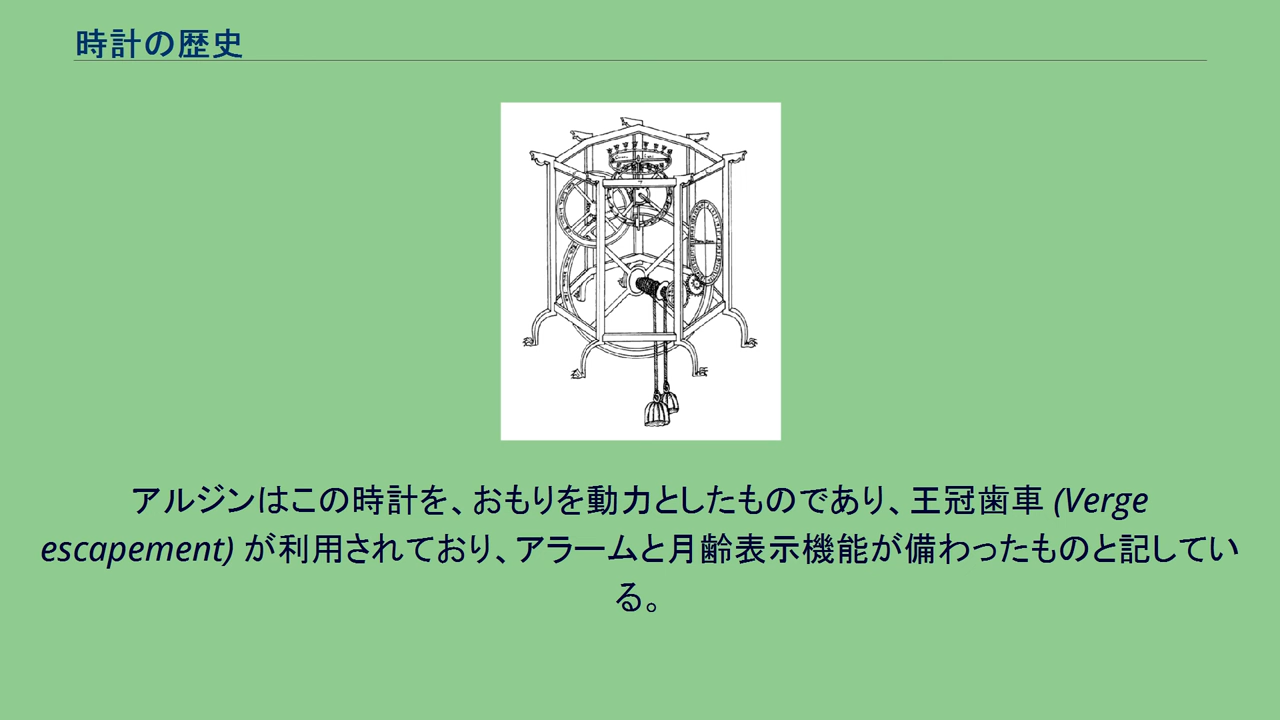 時計の歴史
アルジンはこの時計を、おもりを動力としたものであり、王冠歯車 (Verge
escapement) が利用されており、アラームと月齢表示機能が備わったものと記してい
る。